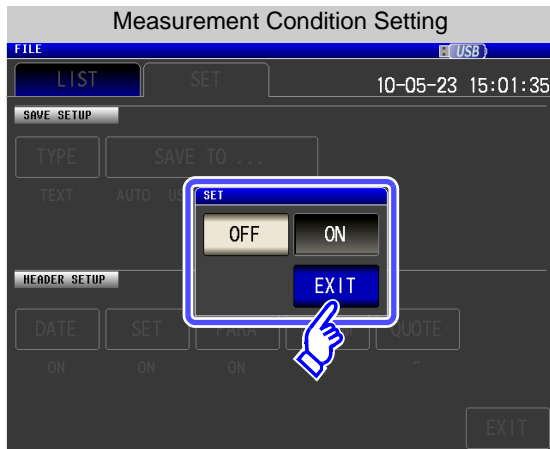 Measurement Condition Setting
FILE USB
LIST SET 10-05-23 15:01:35
SAVE SETUP
TYPE SAVE TO ...
TEXT AUTO
SET
OFF ON
EXIT
HEADER SETUP
DATE SET PARA QUOTE
ON ON ON -
EXIT